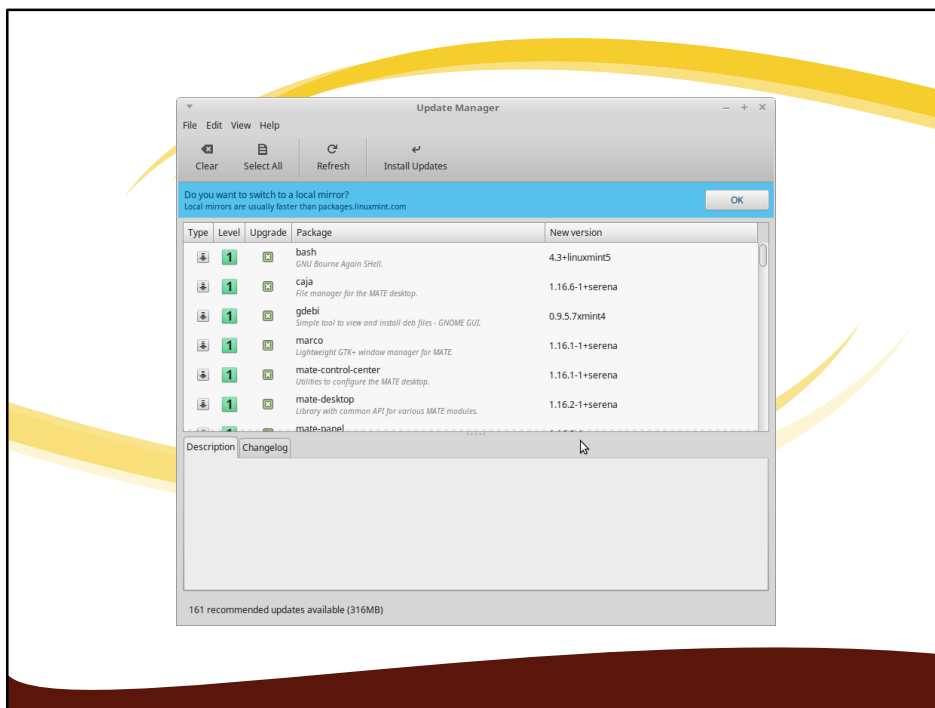 Update Manager
File Edit View Help
Clear Select All Refresh Install Updates
Do you want to switch to a local mirror?
Local mirrors are usually faster than packages.linuxmint.com
OK
Type Level Upgrade Package New version
1 bash 4.3+linuxmint5
GNU Bourne Again SHell.
1 caja 1.16.6-1+serena
File manager for the MATE desktop.
1 gdebi 0.9.5.7xmint4
Simple tool to view and install deb files - GNOME GUI.
1 marco 1.16.1-1+serena
Lightweight GTK+ window manager for MATE
1 mate-control-center 1.16.1-1+serena
Utilities to configure the MATE desktop.
1 mate-desktop 1.16.2-1+serena
Library with common API for various MATE modules.
mate-panel
Description Changelog
161 recommended updates available (316MB)